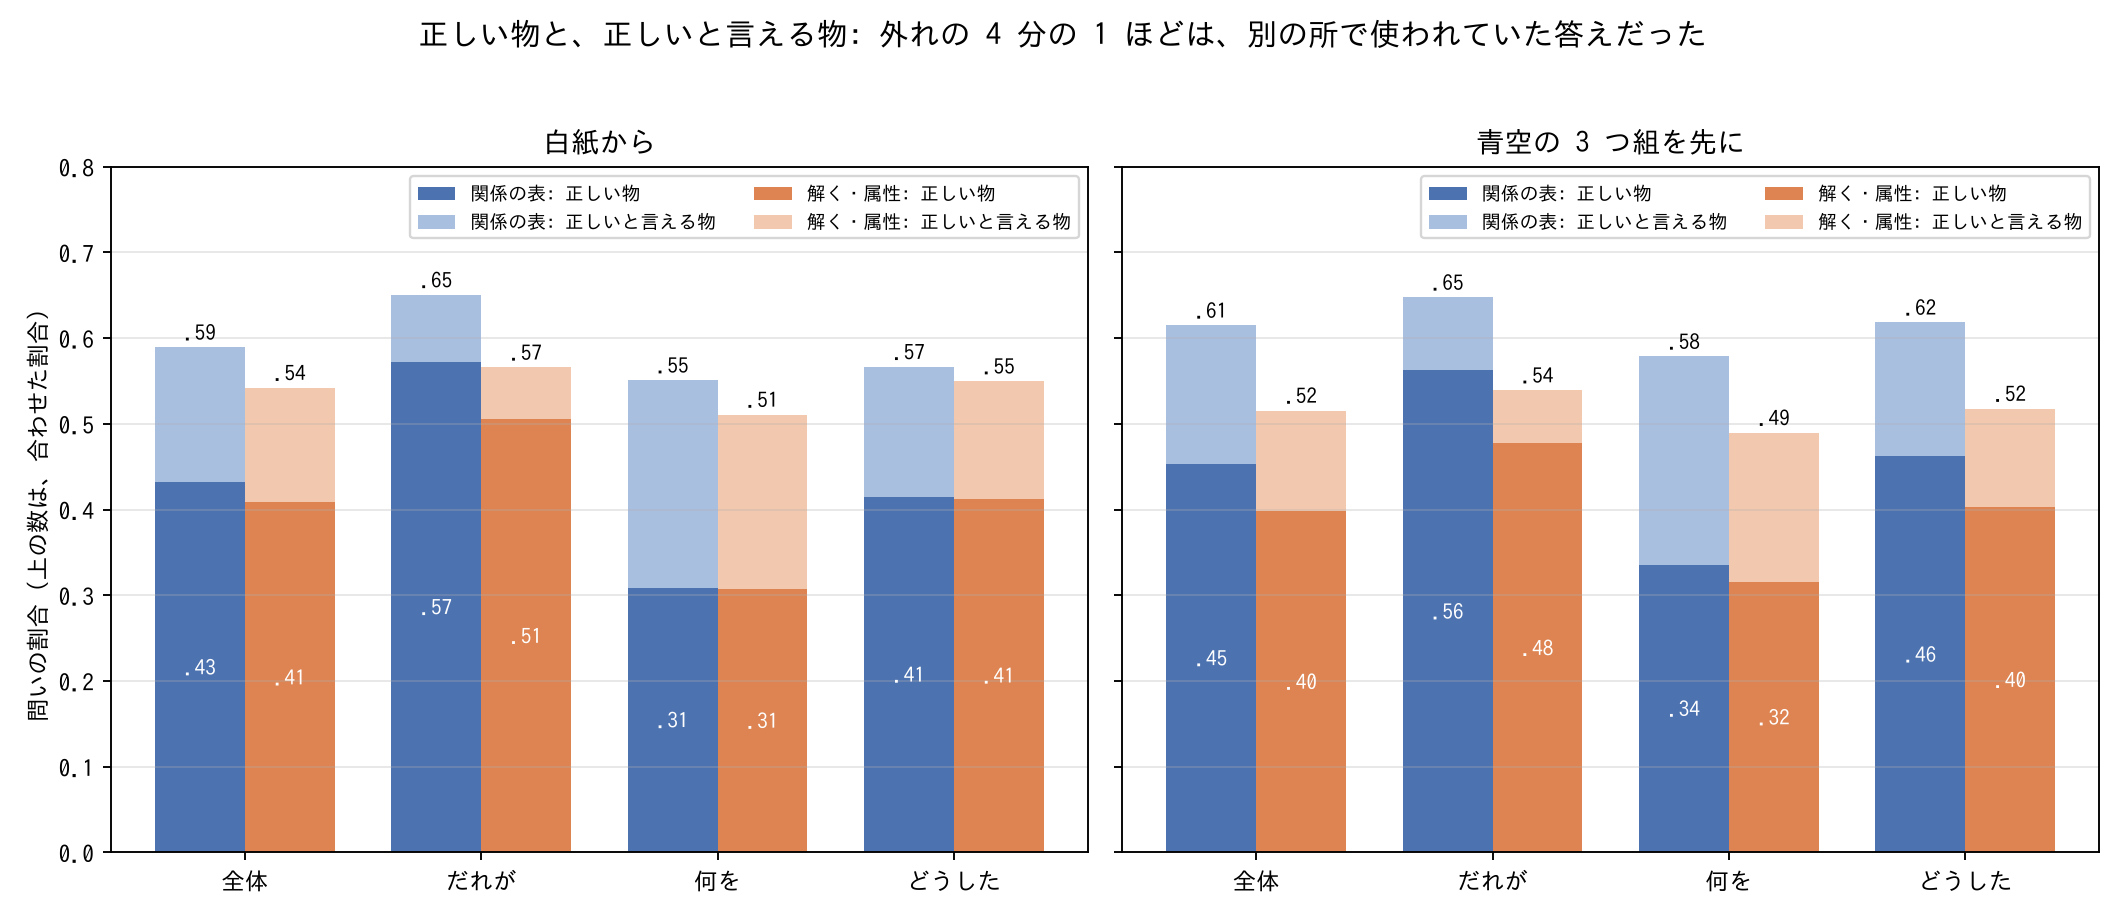 正しい物と、正しいと言える物: 外れの 4 分の 1 ほどは、別の所で使われていた答えだった
白紙から
問いの割合（上の数は、合わせた割合）
0.8
0.7
0.6
0.5
0.4
0.3
0.2
0.1
0.0
関係の表: 正しい物
関係の表: 正しいと言える物
解く・属性: 正しい物
解く・属性: 正しいと言える物
.59
.54
.65
.57
.55
.51
.57
.55
.43
.41
.57
.51
.31
.31
.41
.41
全体
だれが
何を
どうした
青空の 3 つ組を先に
関係の表: 正しい物
関係の表: 正しいと言える物
解く・属性: 正しい物
解く・属性: 正しいと言える物
.61
.52
.65
.54
.58
.49
.62
.52
.45
.40
.56
.48
.34
.32
.46
.40
全体
だれが
何を
どうした